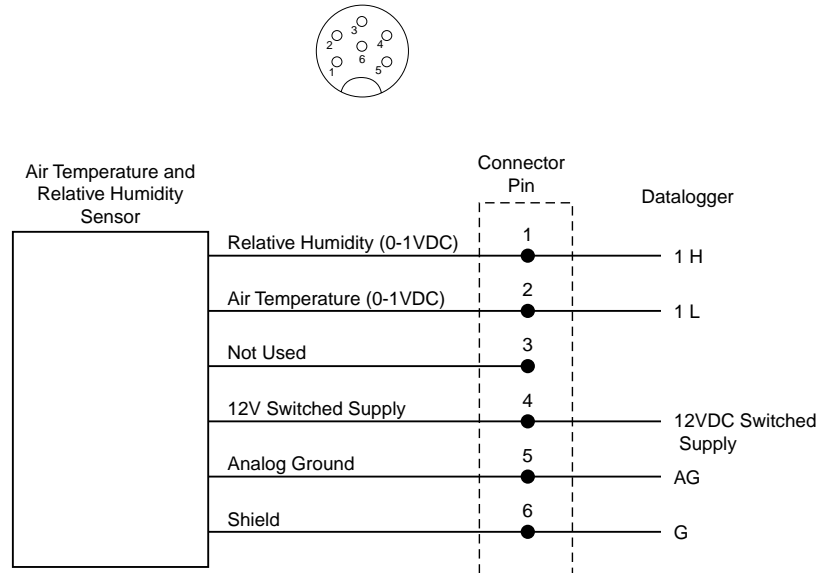 3
2 4
6
1 5
Air Temperature and
Relative Humidity
Sensor
Connector
Pin
Datalogger
Relative Humidity (0-1VDC) 1 1 H
Air Temperature (0-1VDC) 2 1 L
Not Used 3
12V Switched Supply 4 12VDC Switched
Supply
Analog Ground 5 AG
Shield 6 G